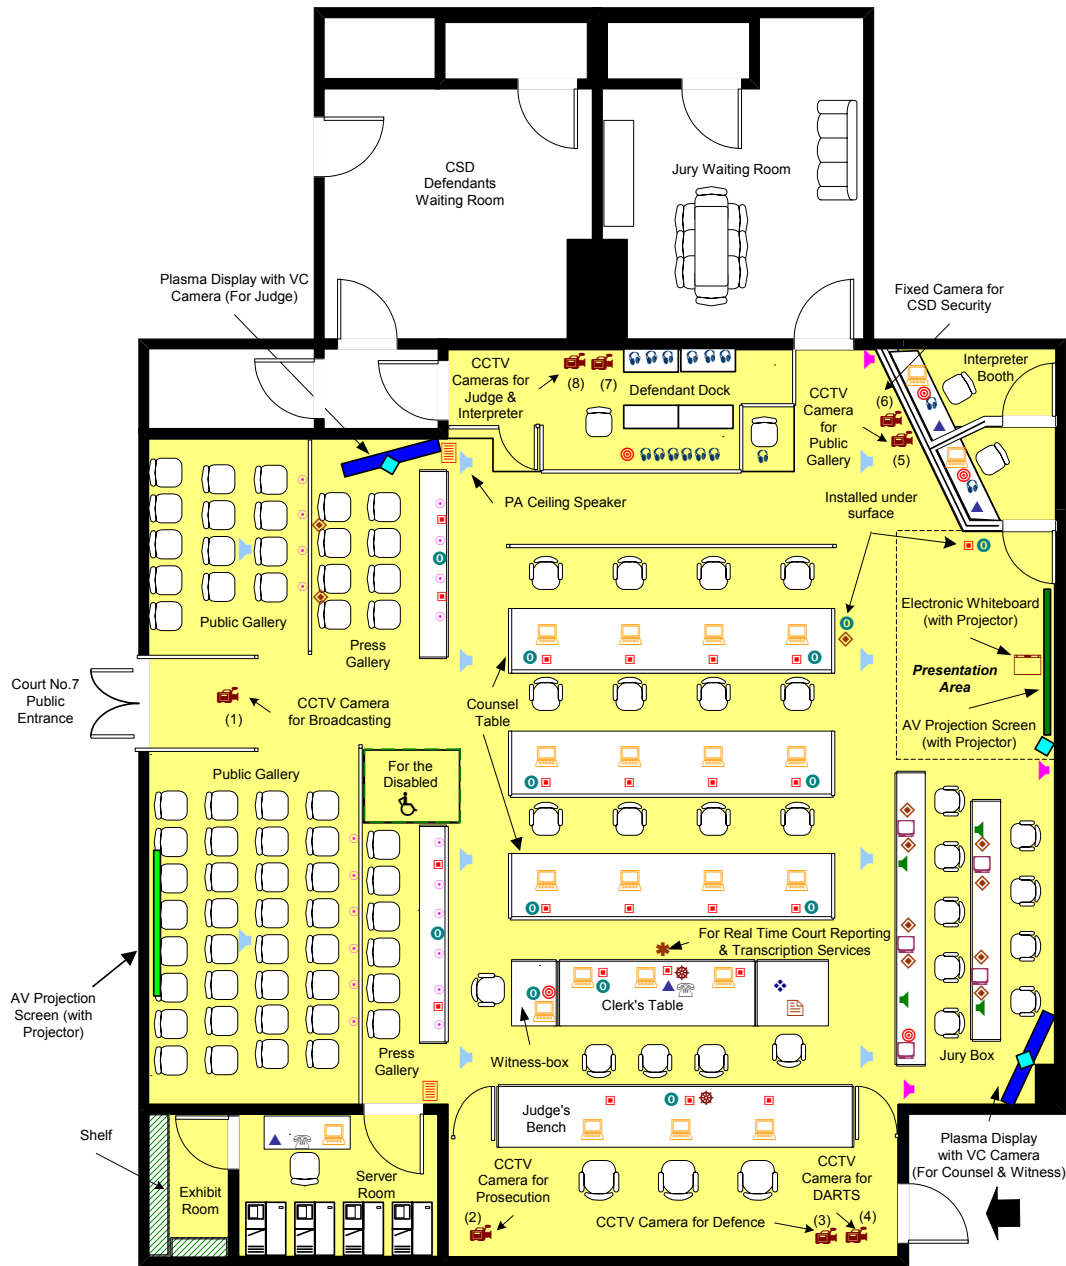 CSD
Defendants
Waiting Room
Jury Waiting Room
Plasma Display with VC
Camera (For Judge)
Fixed Camera for
CSD Security
CCTV
Cameras for
Judge &
Interpreter
(8)
(7)
Defendant Dock
CCTV
Camera
for
Public
Gallery
(6)
(5)
Interpreter
Booth
PA Ceiling Speaker
Installed under
surface
Public Gallery
Press
Gallery
Electronic Whiteboard
(with Projector)
Presentation
Area
AV Projection Screen
(with Projector)
Court No.7
Public
Entrance
(1)
CCTV Camera
for Broadcasting
Counsel
Table
Public Gallery
For the
Disabled
For Real Time Court Reporting
& Transcription Services
AV Projection
Screen (with
Projector)
Clerk's Table
Witness-box
Press
Gallery
Jury Box
Judge's
Bench
Shelf
Exhibit
Room
Server
Room
CCTV
Camera for
Prosecution
(2)
CCTV Camera for Defence
CCTV
Camera for
DARTS
(3)
(4)
Plasma Display
with VC Camera
(For Counsel & Witness)